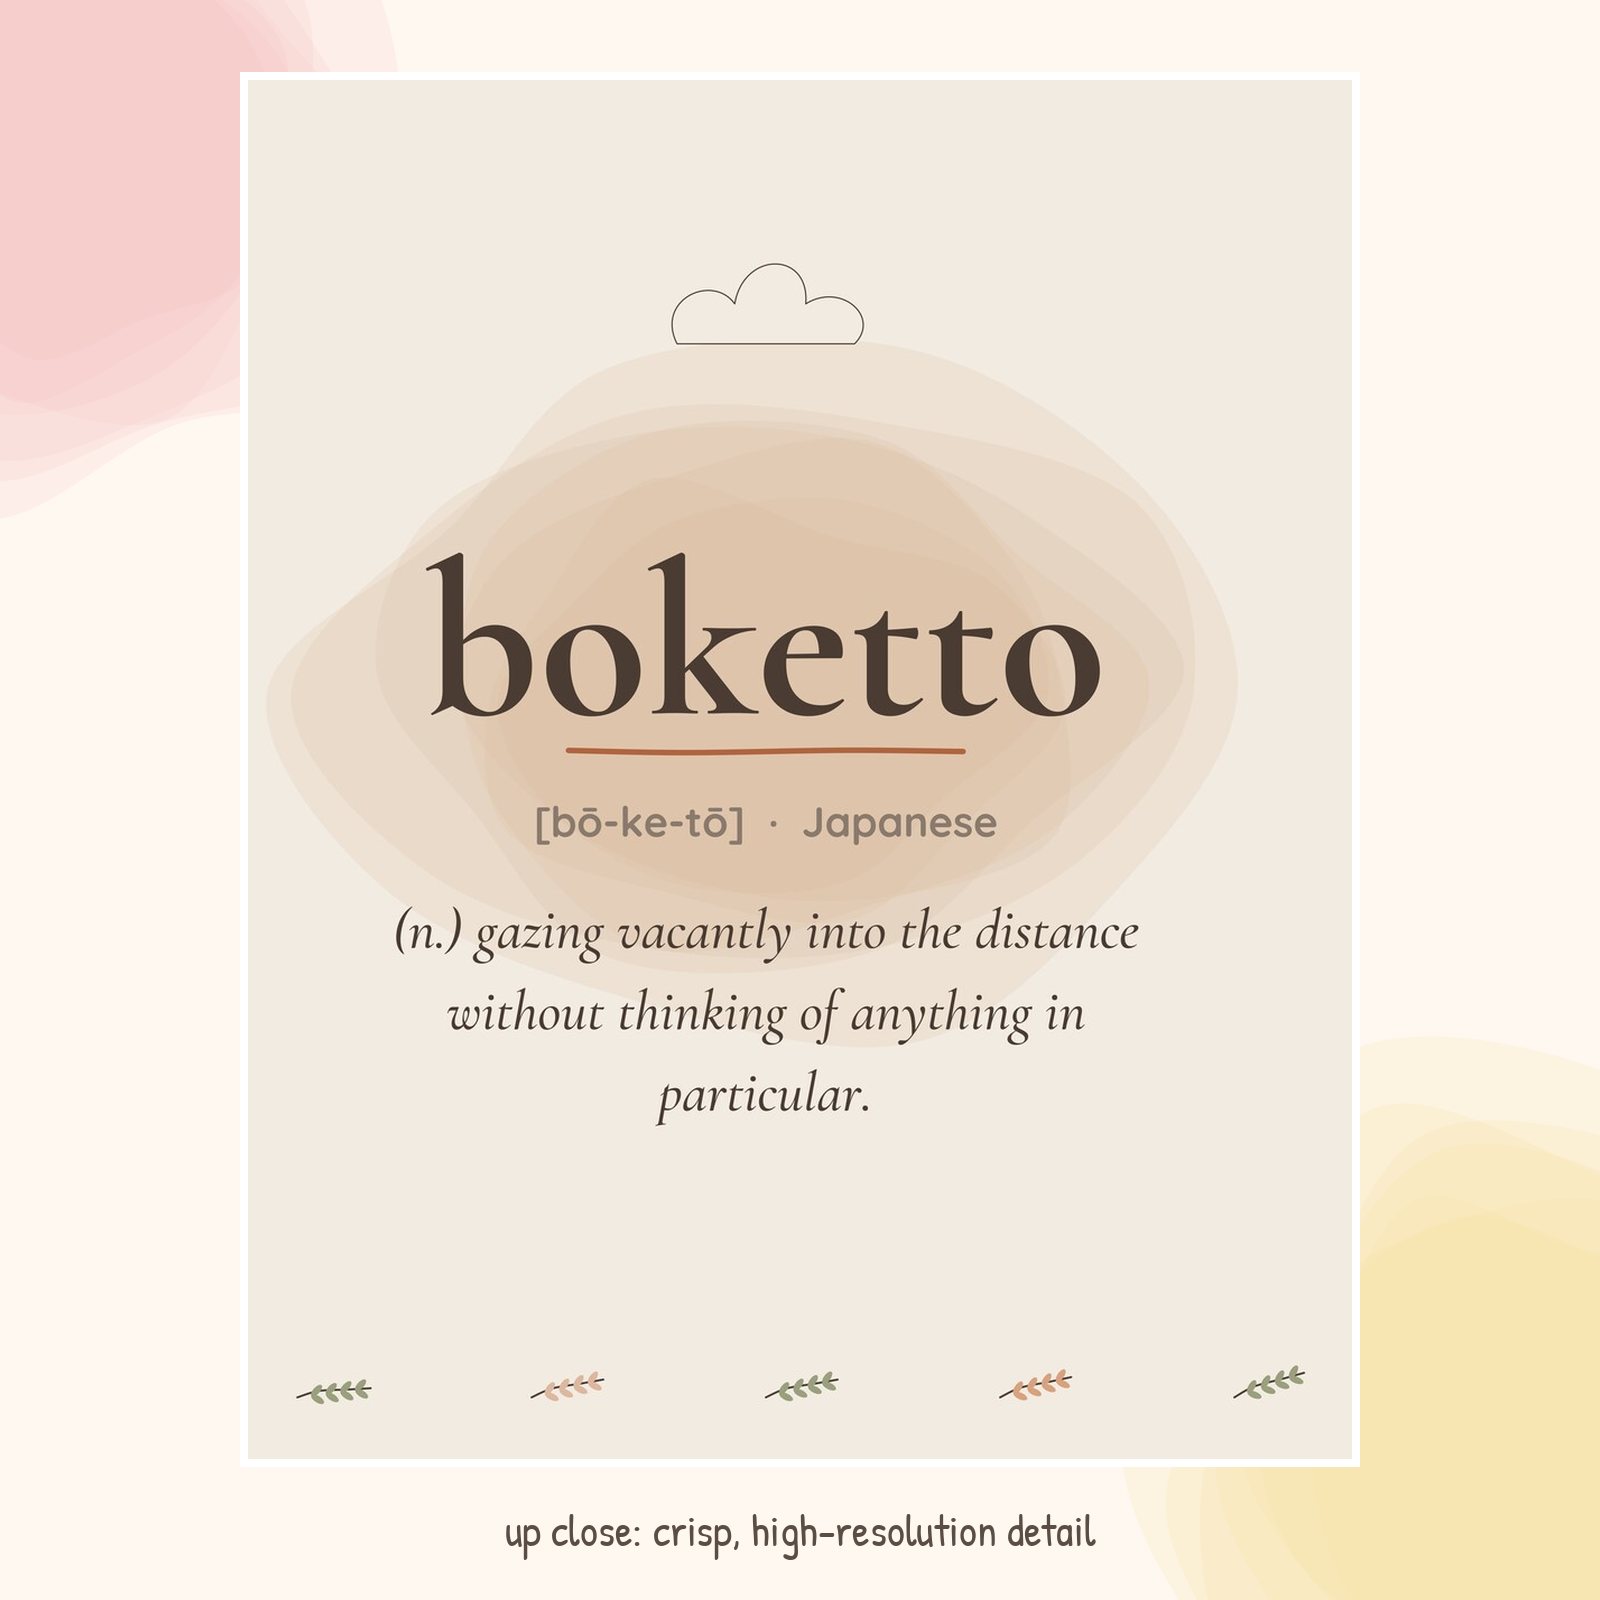 boketto
[bō-ke-tō] · Japanese
(n.) gazing vacantly into the distance
without thinking of anything in
particular.
up close: crisp, high-resolution detail